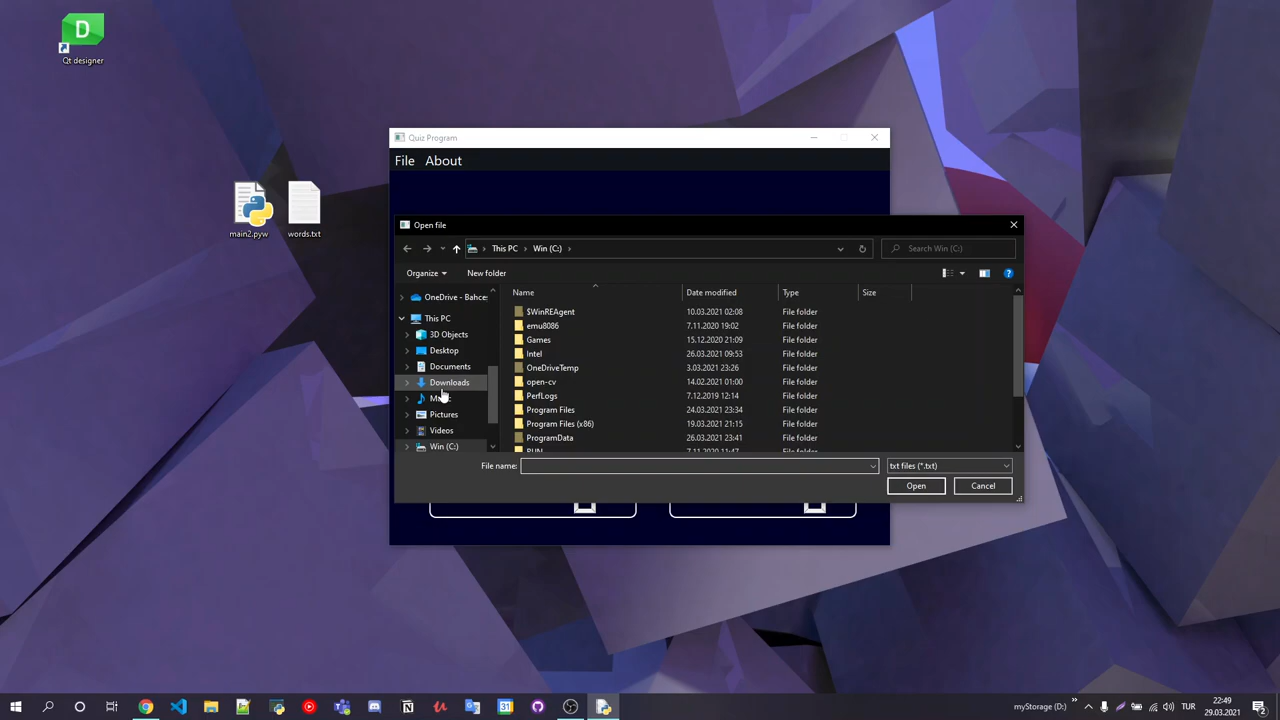 Qt designer
main2.pyw
words.txt
Quiz Program
File About
Open file
This PC Win (C:)
Search Win (C:)
Organize New folder
OneDrive - Bahces
This PC
3D Objects
Desktop
Documents
Downloads
Pictures
Videos
Win (C:)
Name Date modified Type Size
$WinREAgent 10.03.2021 02:08 File folder
emu8086 7.11.2020 19:02 File folder
Games 15.12.2020 21:09 File folder
Intel 26.03.2021 09:53 File folder
OneDriveTemp 3.03.2021 23:26 File folder
open-cv 14.02.2021 01:00 File folder
PerfLogs 7.12.2019 12:14 File folder
Program Files 24.03.2021 23:34 File folder
Program Files (x86) 19.03.2021 21:15 File folder
ProgramData 26.03.2021 23:41 File folder
File name: txt files (*.txt)
Open Cancel
myStorage (D:) TUR 22:49
29.03.2021